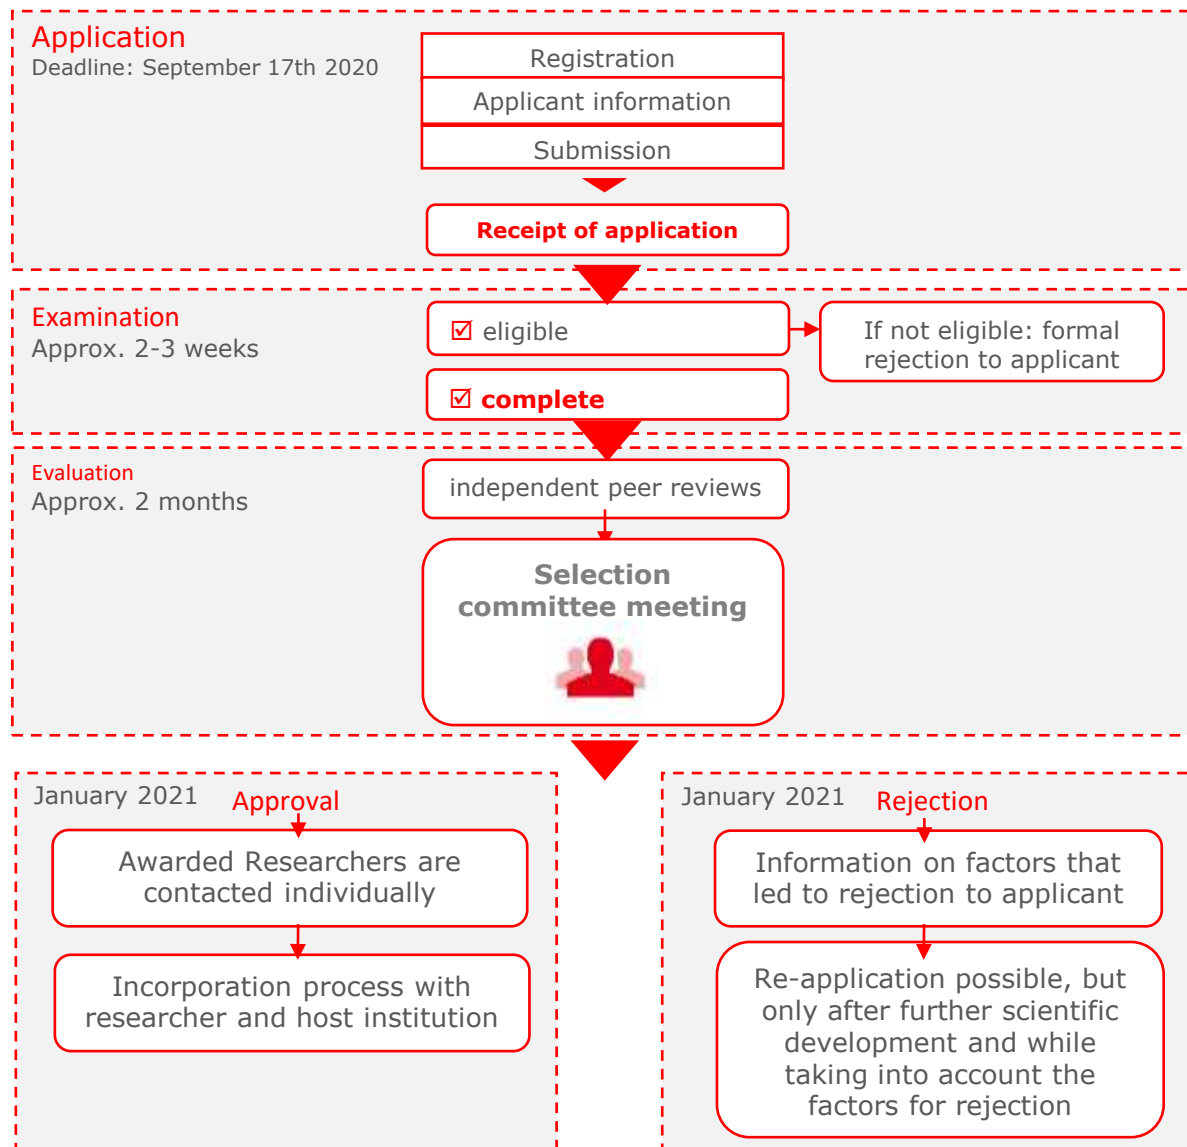 Application
Deadline: September 17th 2020
Registration
Applicant information
Submission
Receipt of application
Examination
Approx. 2-3 weeks
eligible
If not eligible: formal
rejection to applicant
complete
Evaluation
Approx. 2 months
independent peer reviews
Selection
committee meeting
January 2021 Approval
Awarded Researchers are
contacted individually
Incorporation process with
researcher and host institution
January 2021 Rejection
Information on factors that
led to rejection to applicant
Re-application possible, but
only after further scientific
development and while
taking into account the
factors for rejection